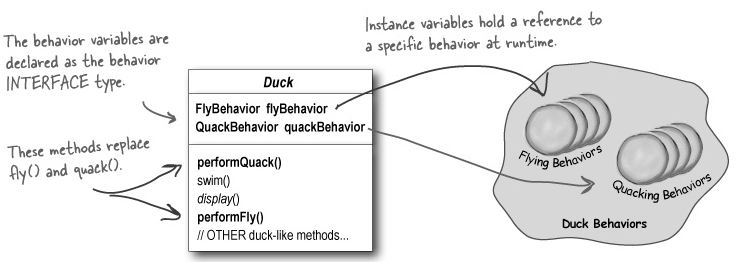 Instance variables hold a reference to
a specific behavior at runtime.
The behavior variables are
declared as the behavior
INTERFACE type.
Duck
FlyBehavior flyBehavior
QuackBehavior quackBehavior
These methods replace
fly() and quack().
performQuack()
swim()
display()
performFly()
// OTHER duck-like methods...
Flying Behaviors
Quacking Behaviors
Duck Behaviors